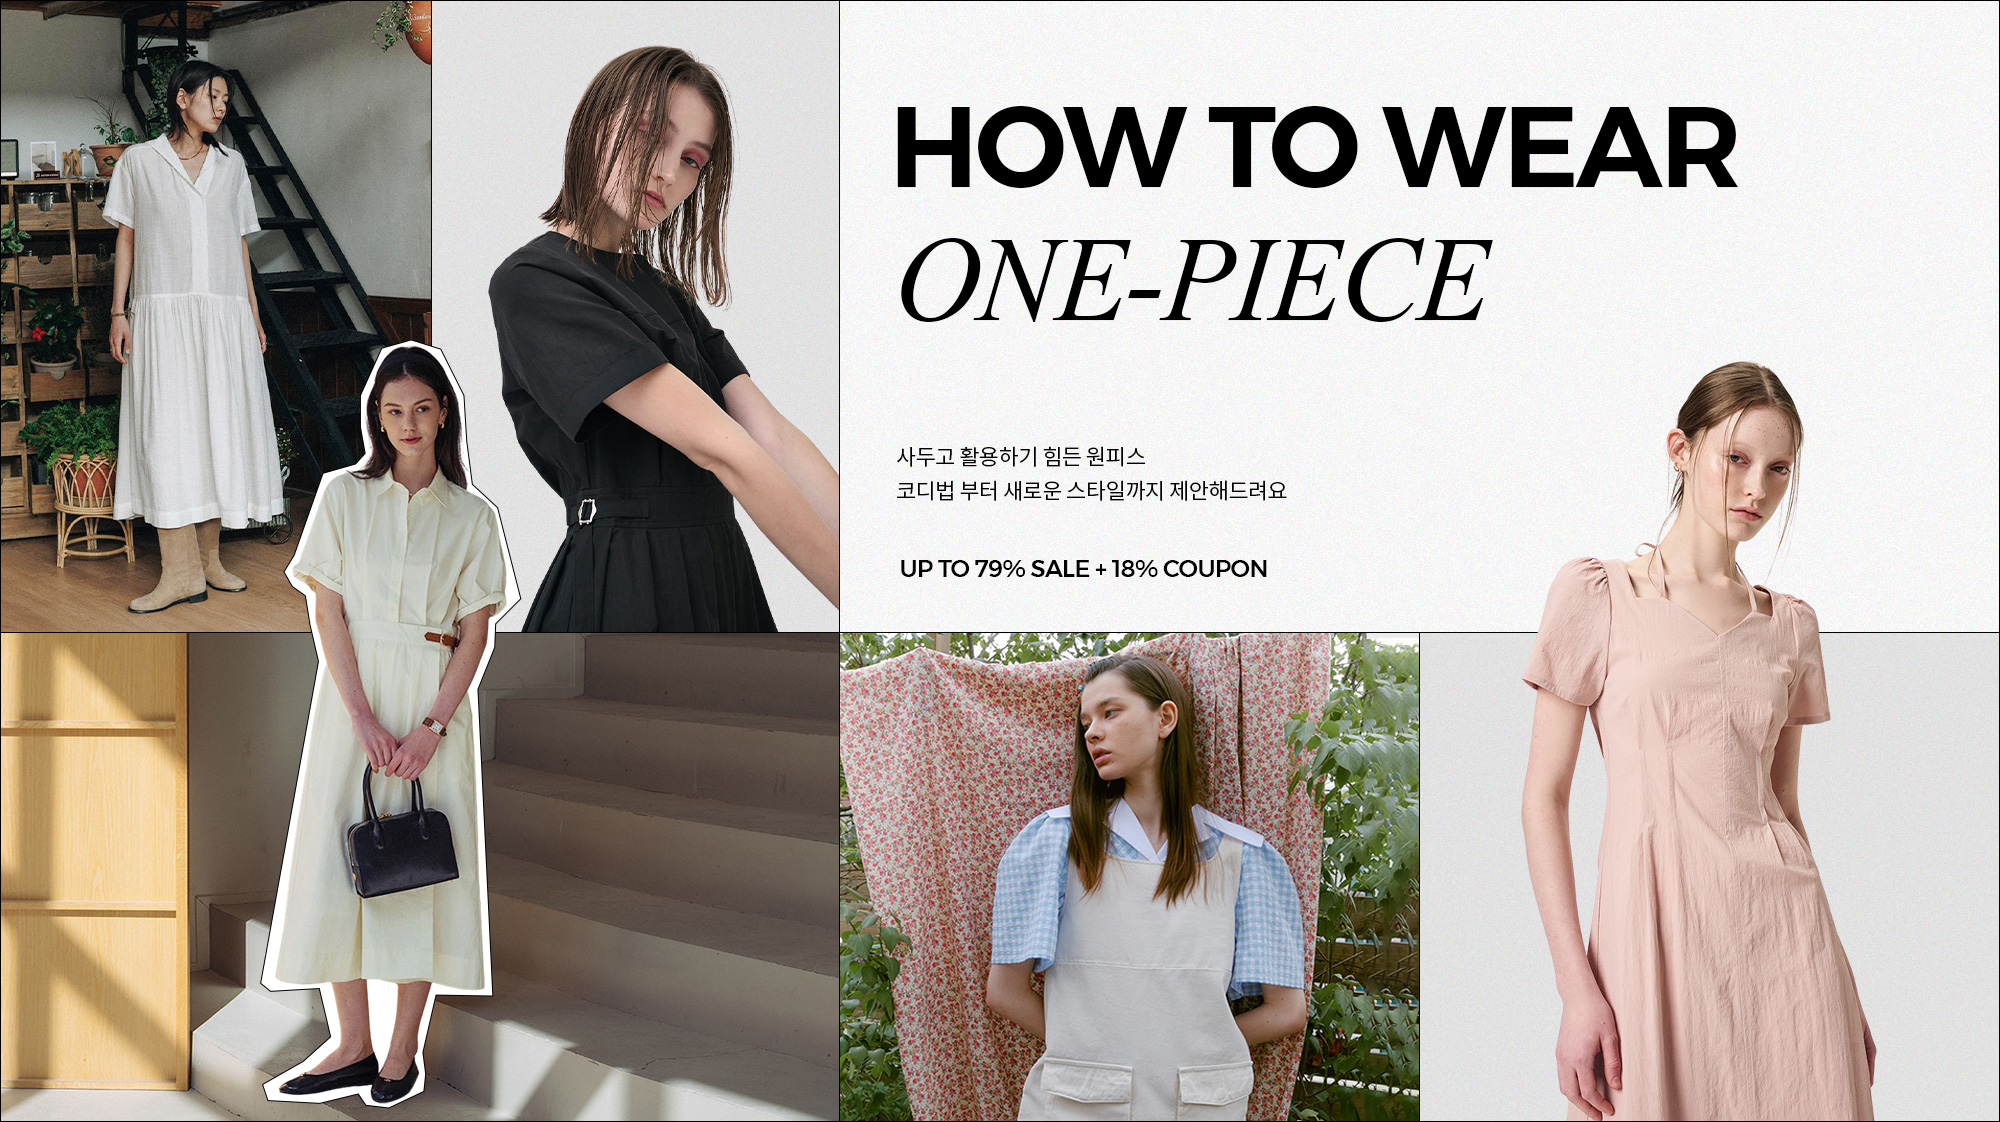 HOW TO WEAR
ONE-PIECE
사두고 활용하기 힘든 원피스
코디법 부터 새로운 스타일까지 제안해드려요
UP TO 79% SALE + 18% COUPON